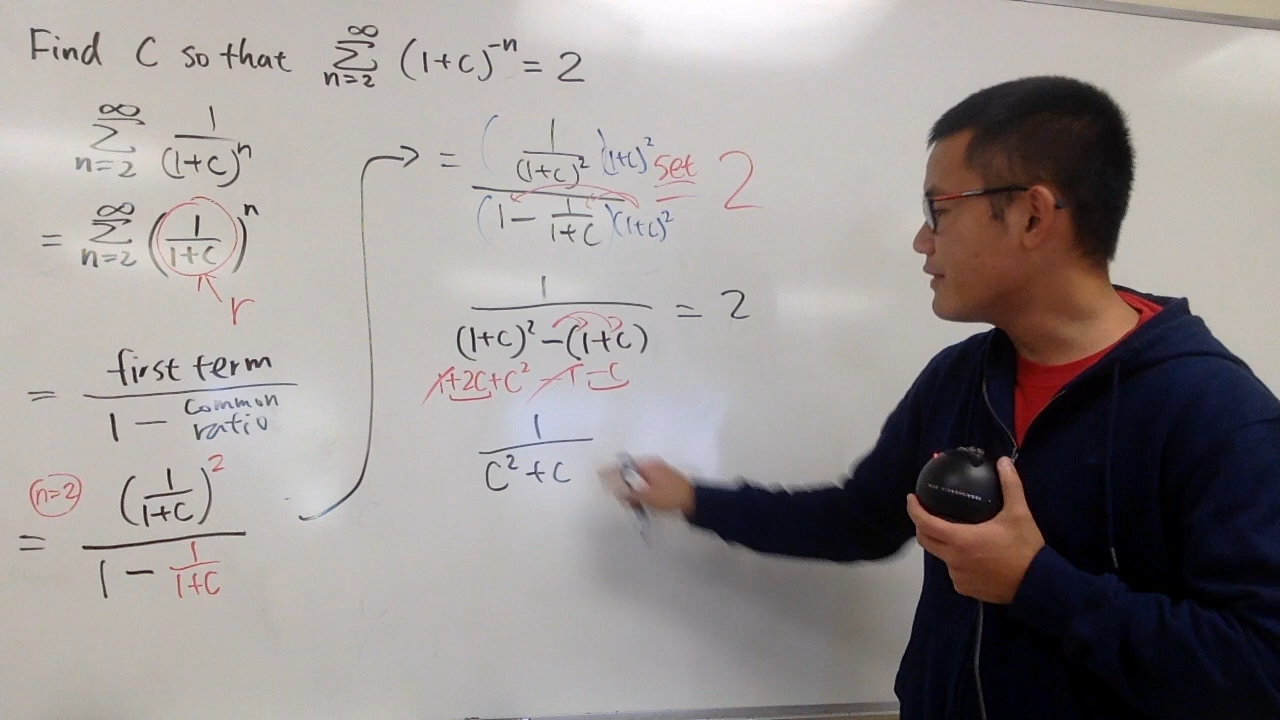 Find C so that ∑_{n=2}^{∞} (1+C)^{-n} = 2
∑_{n=2}^{∞} 1/(1+C)^n
= ∑_{n=2}^{∞} (1/(1+C))^n
r
= first term / (1 − common ratio)
n=2
= (1/(1+C))^2 / (1 − 1/(1+C))
→ = (1/(1+C)^2)(1+C)^2 / (1 − 1/(1+C))(1+C)^2 set 2
1/((1+C)^2 − (1+C)) = 2
1+2C+C^2 −1 −C
1/(C^2+C)